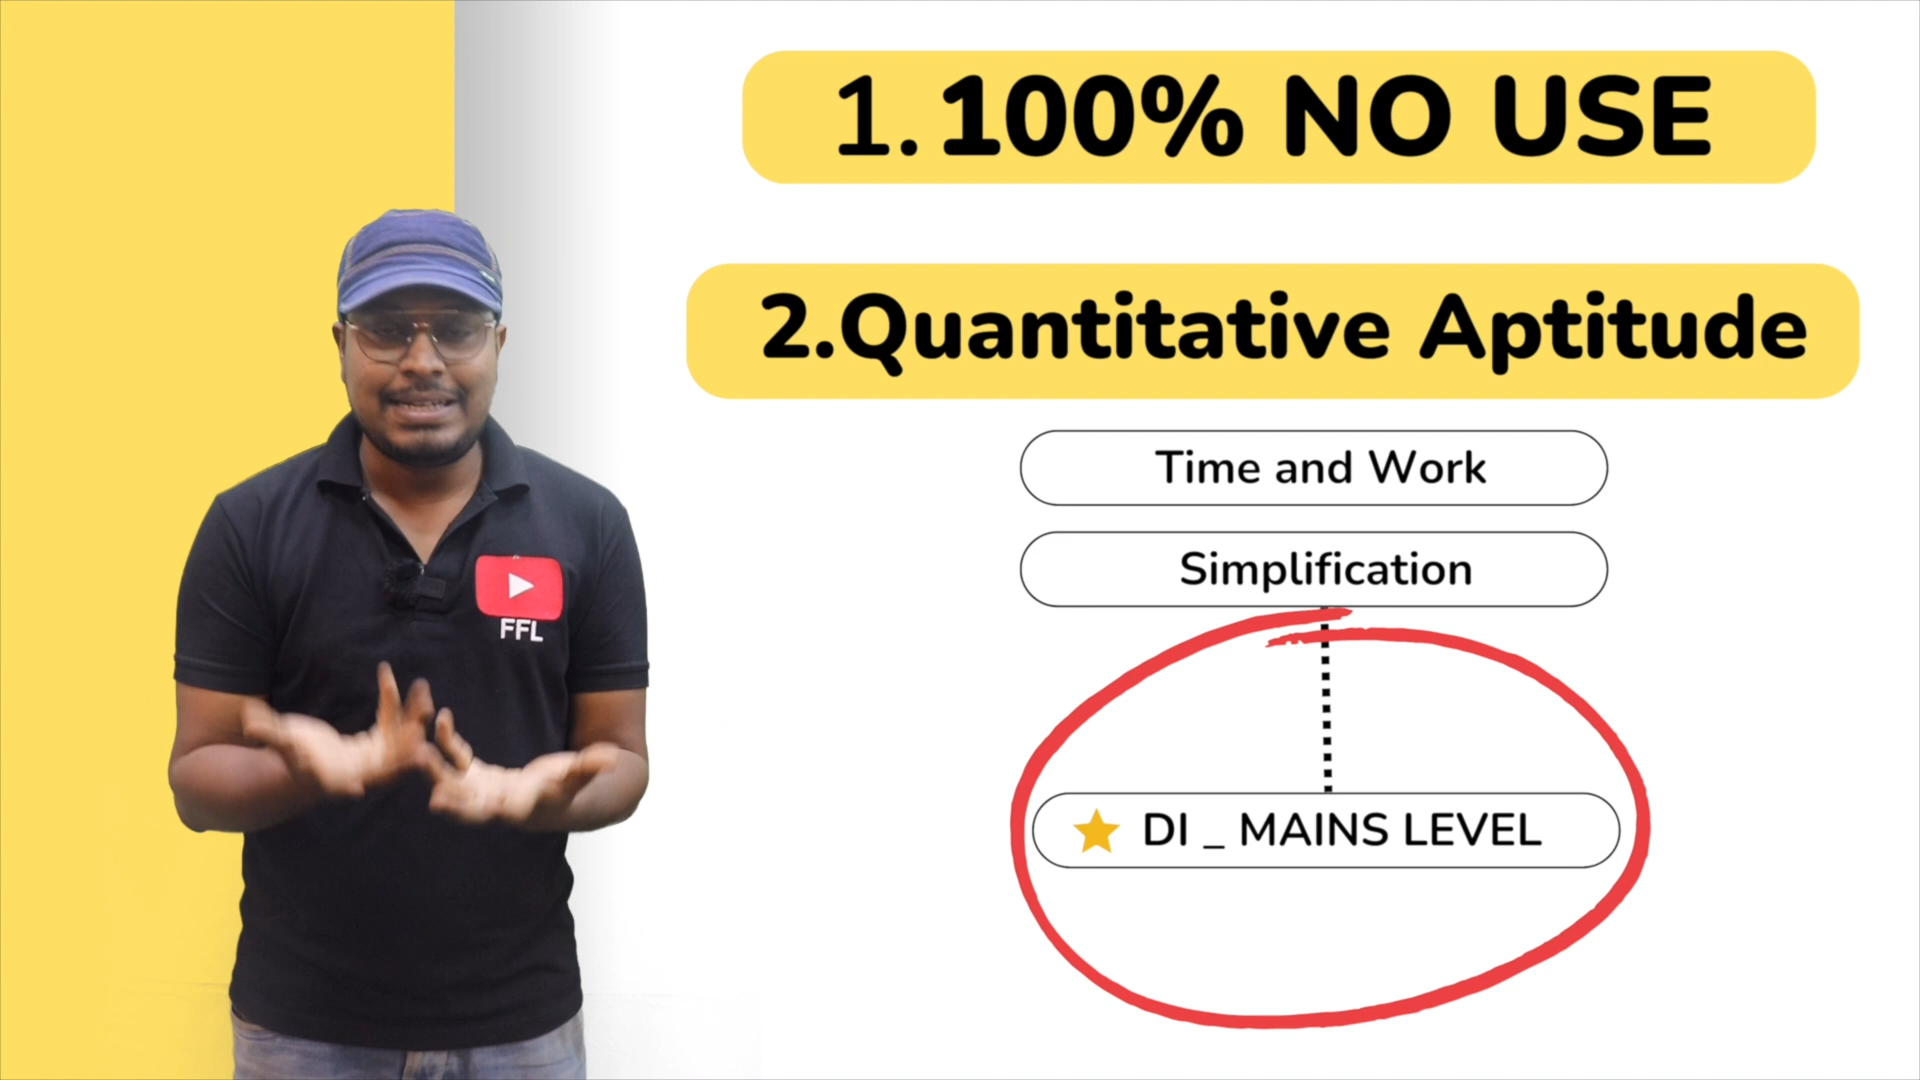 1. 100% NO USE
2.Quantitative Aptitude
Time and Work
Simplification
DI _ MAINS LEVEL
FFL